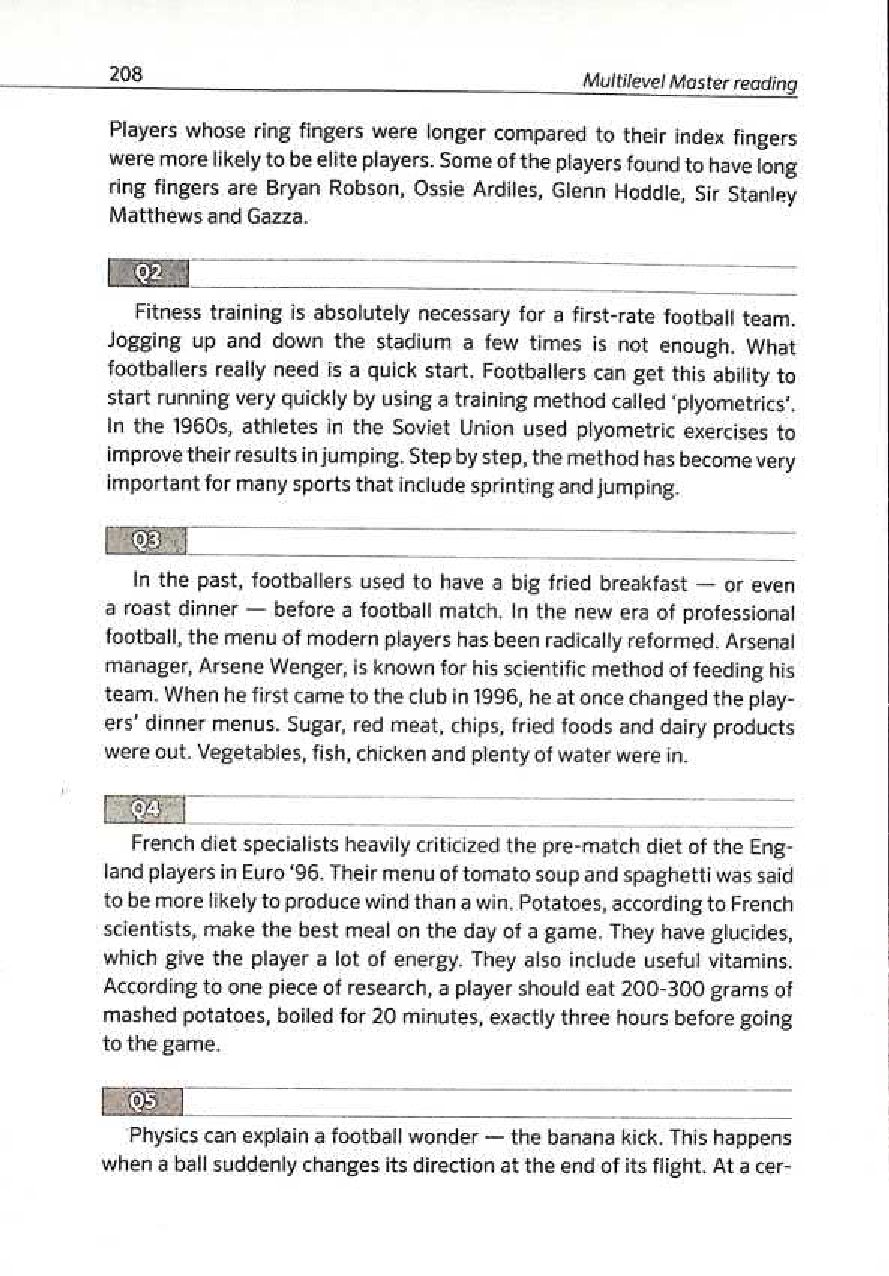 208
Multilevel Master reading
Players whose ring fingers were longer compared to their index fingers
were more likely to be elite players. Some of the players found to have long
ring fingers are Bryan Robson, Ossie Ardiles, Glenn Hoddle, Sir Stanley
Matthews and Gazza.
Q2
Fitness training is absolutely necessary for a first-rate football team.
Jogging up and down the stadium a few times is not enough. What
footballers really need is a quick start. Footballers can get this ability to
start running very quickly by using a training method called 'plyometrics'.
In the 1960s, athletes in the Soviet Union used plyometric exercises to
improve their results in jumping. Step by step, the method has become very
important for many sports that include sprinting and jumping.
Q3
In the past, footballers used to have a big fried breakfast — or even
a roast dinner — before a football match. In the new era of professional
football, the menu of modern players has been radically reformed. Arsenal
manager, Arsene Wenger, is known for his scientific method of feeding his
team. When he first came to the club in 1996, he at once changed the play-
ers' dinner menus. Sugar, red meat, chips, fried foods and dairy products
were out. Vegetables, fish, chicken and plenty of water were in.
Q4
French diet specialists heavily criticized the pre-match diet of the Eng-
land players in Euro '96. Their menu of tomato soup and spaghetti was said
to be more likely to produce wind than a win. Potatoes, according to French
scientists, make the best meal on the day of a game. They have glucides,
which give the player a lot of energy. They also include useful vitamins.
According to one piece of research, a player should eat 200-300 grams of
mashed potatoes, boiled for 20 minutes, exactly three hours before going
to the game.
Q5
Physics can explain a football wonder — the banana kick. This happens
when a ball suddenly changes its direction at the end of its flight. At a cer-